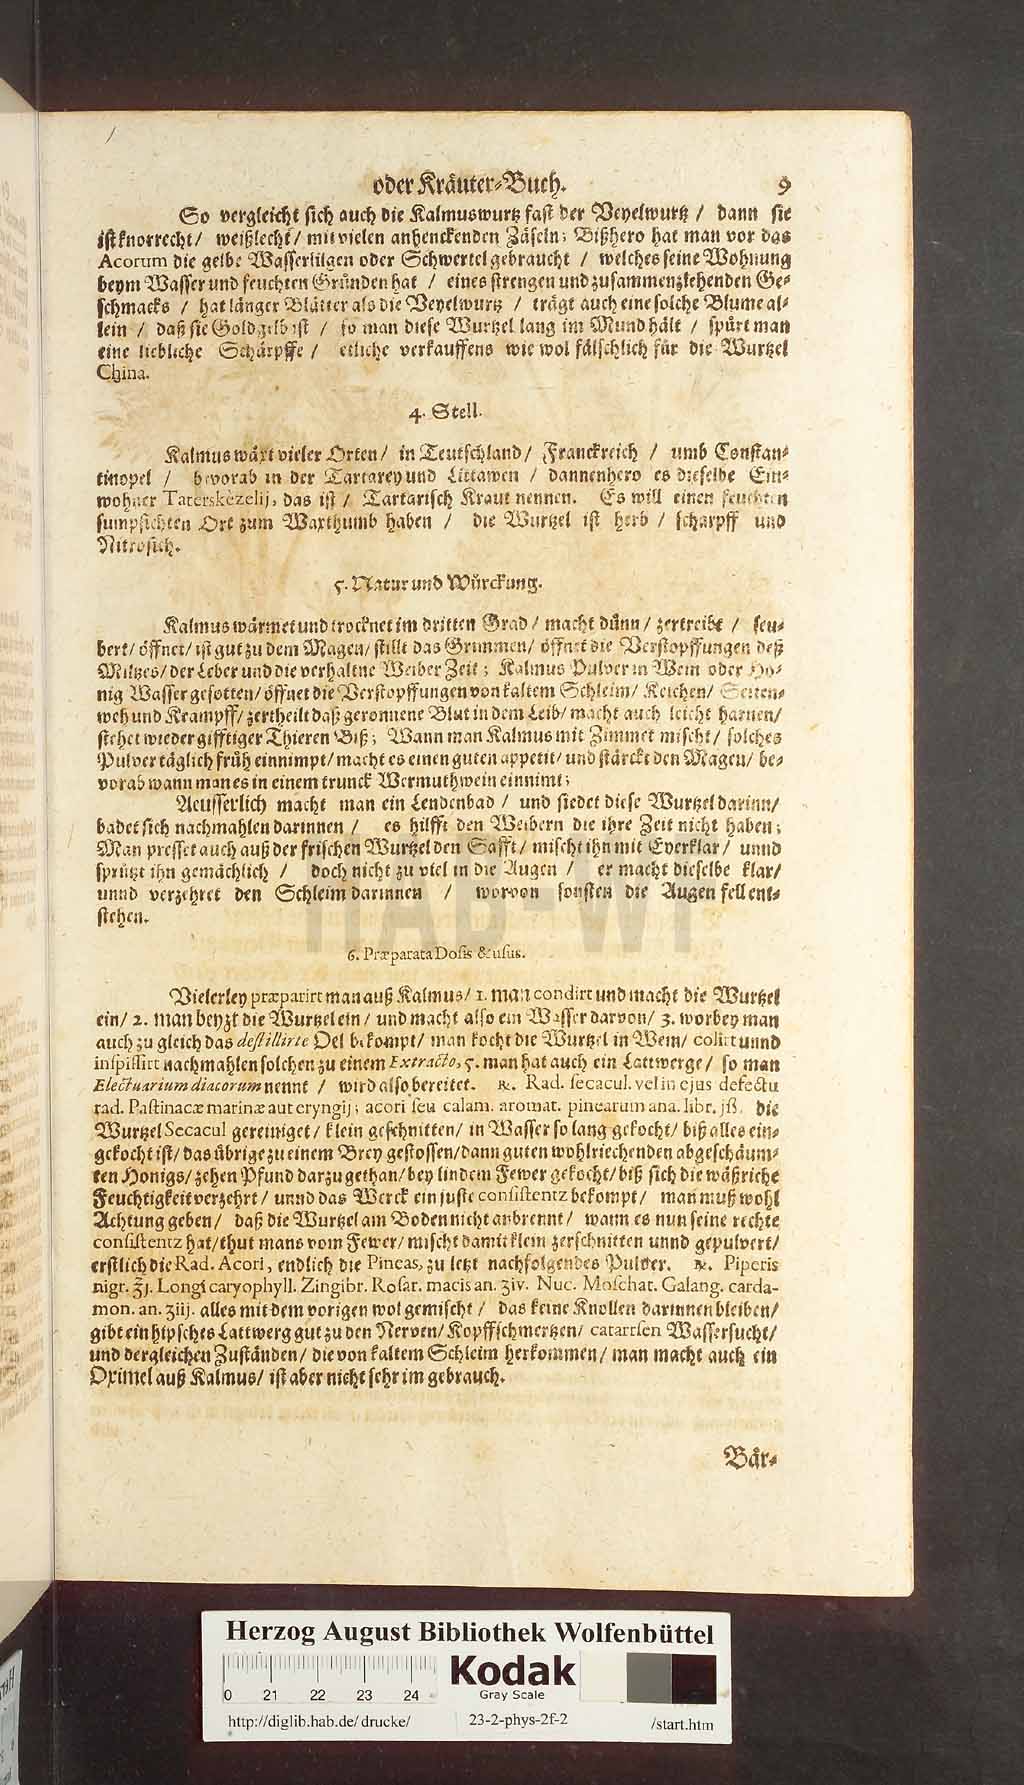 oder Kräuter-Buch. 9
So vergleicht sich auch die Kalmuswurtz fast der Veyelwurtz / dann sie
ist knorrecht / weißlecht / mit vielen anhenckenden Zäseln; Bißhero hat man vor das
Acorum die gelbe Wasserlilgen oder Schwertel gebraucht / welches seine Wohnung
beym Wasser und feuchten Gründen hat / eines strengen und zusammenziehenden Ge-
schmacks / hat länger Blätter als die Veyelwurtz / trägt auch eine solche Blume al-
lein / daß sie Goldgelb ist / so man diese Wurtzel lang im Mund hält / spürt man
eine liebliche Schärpffe / etliche verkauffens wie wol fälschlich für die Wurtzel
China.
4. Stell.
Kalmus wäxt vieler Orten / in Teutschland / Franckreich / umb Constan-
tinopel / bevorab in der Tartarey und Littawen / dannenhero es dieselbe Ein-
wohner Taterskèzelij, das ist / Tartarisch Kraut nennen. Es will einen feuchten
sumpfichten Ort zum Waxthumb haben / die Wurtzel ist herb / scharpff und
Nitrosich.
5. Natur und Würckung.
Kalmus wärmet und trocknet im dritten Grad / macht dünn / zertreibt / seu-
bert / öffnet / ist gut zu dem Magen / stillt das Grimmen / öffnet die Verstopffungen deß
Miltzes / der Leber und die verhaltne Weiber Zeit; Kalmus Pulver in Wein oder Ho-
nig Wasser gesotten / öffnet die Verstopffungen von kaltem Schleim / Keichen / Seiten-
weh und Krampff / zertheilt daß geronnene Blut in dem Leib / macht auch leicht harnen /
stehet wieder gifftiger Thieren Biß; Wann man Kalmus mit Zimmet mischt / solches
Pulver täglich früh einnimpt / macht es einen guten appetit / und stärckt den Magen / be-
vorab wann man es in einem trunck Wermuthwein einnimt;
Aeusserlich macht man ein Lendenbad / und siedet diese Wurtzel darinn /
badet sich nachmahlen darinnen / es hilfft den Weibern die ihre Zeit nicht haben;
Man presset auch auß der frischen Wurtzel den Safft / mischt ihn mit Eyerklar / unnd
sprützt ihn gemächlich / doch nicht zu viel in die Augen / er macht dieselbe klar /
unnd verzehret den Schleim darinnen / worvon sonsten die Augenfell ent-
stehen.
6. Præparata Dosis & usus.
Vielerley præparirt man auß Kalmus / 1. man condirt und macht die Wurtzel
ein / 2. man beyzt die Wurtzel ein / und macht also ein Wasser darvon / 3. worbey man
auch zu gleich das destillirte Oel bekompt / man kocht die Wurtzel in Wein / colirt unnd
inspissirt nachmahlen solchen zu einem Extracto, 5. man hat auch ein Lattwerge / so man
Electuarium diacorum nennt / wird also bereitet. ℞. Rad. secacul. vel in ejus defectu
rad. Pastinacæ marinæ aut eryngij; acori seu calam. aromat. pinearum ana. libr. jß. die
Wurtzel Secacul gereiniget / klein geschnitten / in Wasser so lang gekocht / biß alles ein-
gekocht ist / das übrige zu einem Brey gestossen / dann guten wohlriechenden abgeschäum-
ten Honigs / zehen Pfund darzu gethan / bey lindem Fewer gekocht / biß sich die wäßriche
Feuchtigkeit verzehrt / unnd das Werck ein juste consistentz bekompt / man muß wohl
Achtung geben / daß die Wurtzel am Boden nicht anbrennt / wann es nun seine rechte
consistentz hat / thut mans vom Fewer / mischt damit klein zerschnitten unnd gepulvert /
erstlich die Rad. Acori, endlich die Pineas, zu letzt nachfolgendes Pulver. ℞. Piperis
nigr. ℥j. Longi caryophyll. Zingibr. Rosar. macis an. ʒiv. Nuc. Moschat. Galang. carda-
mon. an. ʒiij. alles mit dem vorigen wol gemischt / das keine Knollen darinnen bleiben /
gibt ein hipsches Lattwerg gut zu den Nerven / Kopffschmertzen / catarrsen Wassersucht /
und dergleichen Zuständen / die von kaltem Schleim herkommen / man macht auch ein
Oximel auß Kalmus / ist aber nicht sehr im gebrauch.
Bär-
HAB-WF
Herzog August Bibliothek Wolfenbüttel
0 21 22 23 24
Kodak
Gray Scale
http://diglib.hab.de/drucke/ 23-2-phys-2f-2 /start.htm